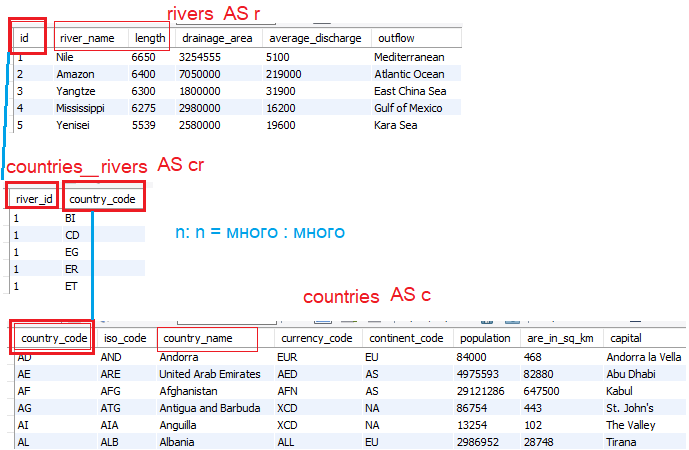 rivers AS r
id river_name length drainage_area average_discharge outflow
1 Nile 6650 3254555 5100 Mediterranean
2 Amazon 6400 7050000 219000 Atlantic Ocean
3 Yangtze 6300 1800000 31900 East China Sea
4 Mississippi 6275 2980000 16200 Gulf of Mexico
5 Yenisei 5539 2580000 19600 Kara Sea
countries__rivers AS cr
river_id country_code
1 BI
1 CD
n: n = много : много
1 EG
1 ER
1 ET
countries AS c
country_code iso_code country_name currency_code continent_code population are_in_sq_km capital
AD AND Andorra EUR EU 84000 468 Andorra la Vella
AE ARE United Arab Emirates AED AS 4975593 82880 Abu Dhabi
AF AFG Afghanistan AFN AS 29121286 647500 Kabul
AG ATG Antigua and Barbuda XCD NA 86754 443 St. John's
AI AIA Anguilla XCD NA 13254 102 The Valley
AL ALB Albania ALL EU 2986952 28748 Tirana